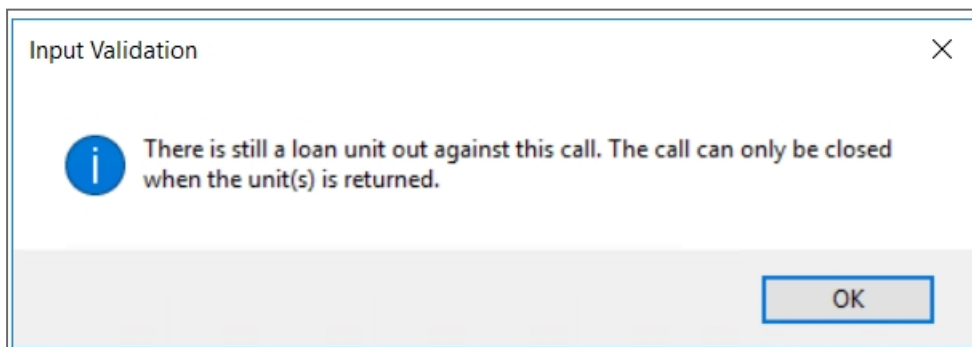 Input Validation
There is still a loan unit out against this call. The call can only be closed
when the unit(s) is returned.
OK